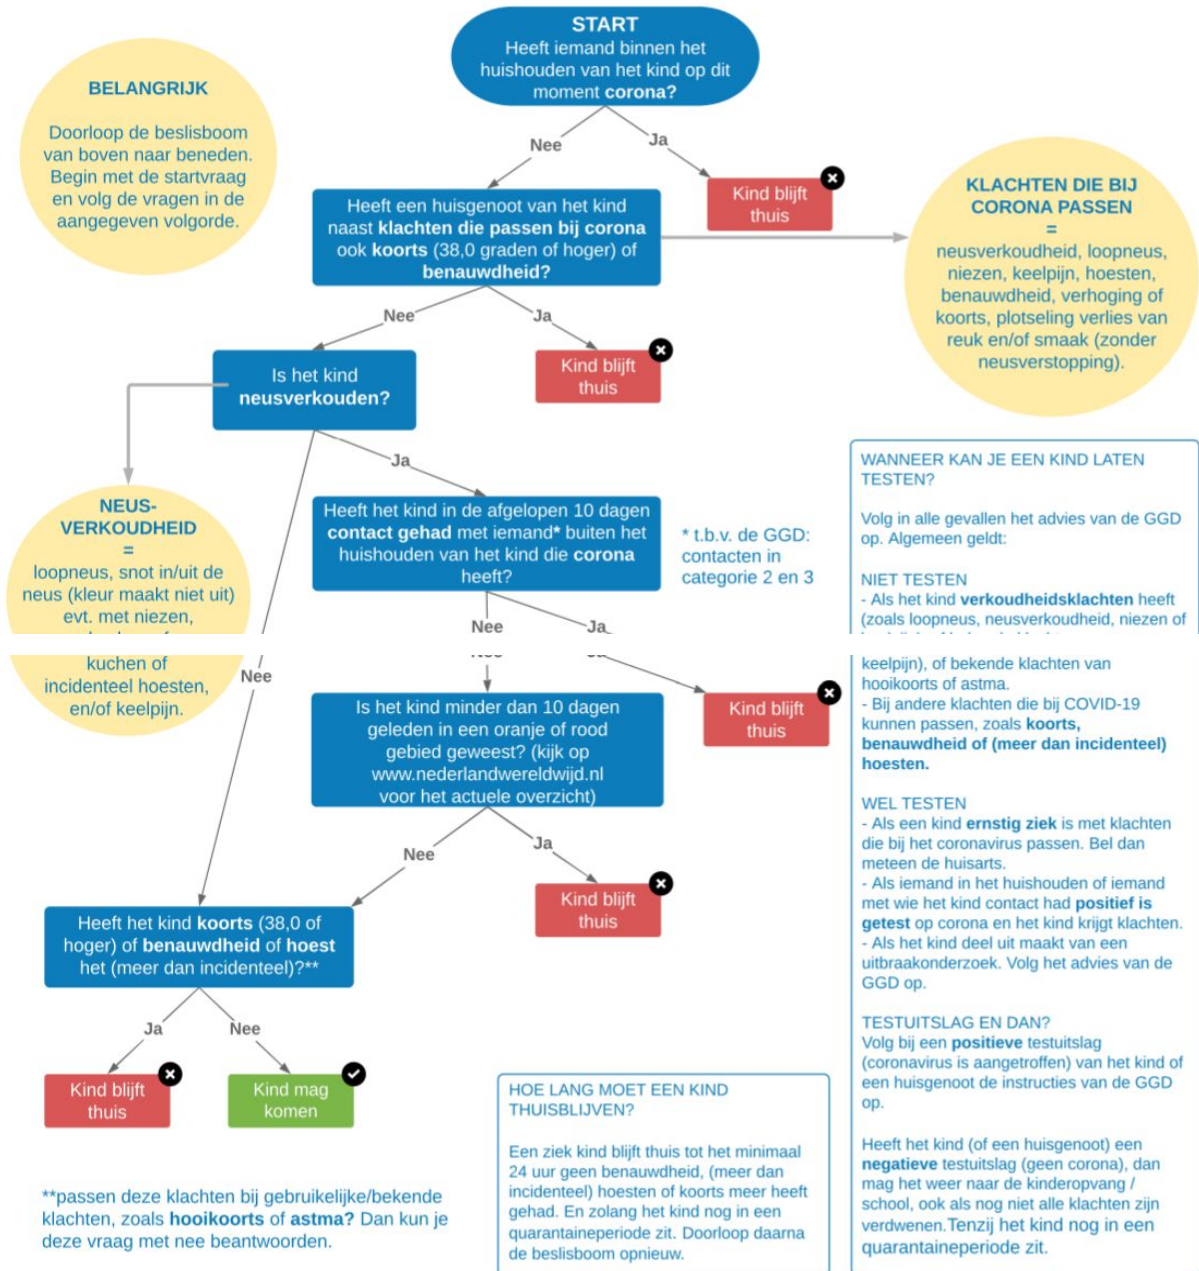 START
Heeft iemand binnen het
huishouden van het kind op dit
moment corona?
BELANGRIJK
Doorloop de beslisboom
van boven naar beneden.
Begin met de startvraag
en volg de vragen in de
aangegeven volgorde.
Nee
Ja
Kind blijft
thuis
Heeft een huisgenoot van het kind
naast klachten die passen bij corona
ook koorts (38,0 graden of hoger) of
benauwdheid?
KLACHTEN DIE BIJ
CORONA PASSEN
=
neusverkoudheid, loopneus,
niezen, keelpijn, hoesten,
benauwdheid, verhoging of
koorts, plotseling verlies van
reuk en/of smaak (zonder
neusverstopping).
Nee
Ja
Kind blijft
thuis
Is het kind
neusverkouden?
Ja
NEUS-
VERKOUDHEID
=
loopneus, snot in/uit de
neus (kleur maakt niet uit)
evt. met niezen,
kuchen of
incidenteel hoesten,
en/of keelpijn.
Nee
Heeft het kind in de afgelopen 10 dagen
contact gehad met iemand* buiten het
huishouden van het kind die corona
heeft?
* t.b.v. de GGD:
contacten in
categorie 2 en 3
Nee
Ja
Kind blijft
thuis
Is het kind minder dan 10 dagen
geleden in een oranje of rood
gebied geweest? (kijk op
www.nederlandwereldwijd.nl
voor het actuele overzicht)
Nee
Ja
Kind blijft
thuis
Heeft het kind koorts (38,0 of
hoger) of benauwdheid of hoest
het (meer dan incidenteel)?**
Ja
Nee
Kind blijft
thuis
Kind mag
komen
**passen deze klachten bij gebruikelijke/bekende
klachten, zoals hooikoorts of astma? Dan kun je
deze vraag met nee beantwoorden.
HOE LANG MOET EEN KIND
THUISBLIJVEN?
Een ziek kind blijft thuis tot het minimaal
24 uur geen benauwdheid, (meer dan
incidenteel) hoesten of koorts meer heeft
gehad. En zolang het kind nog in een
quarantaineperiode zit. Doorloop daarna
de beslisboom opnieuw.
WANNEER KAN JE EEN KIND LATEN
TESTEN?
Volg in alle gevallen het advies van de GGD
op. Algemeen geldt:
NIET TESTEN
- Als het kind verkoudheidsklachten heeft
(zoals loopneus, neusverkoudheid, niezen of
keelpijn), of bekende klachten van
hooikoorts of astma.
- Bij andere klachten die bij COVID-19
kunnen passen, zoals koorts,
benauwdheid of (meer dan incidenteel)
hoesten.
WEL TESTEN
- Als een kind ernstig ziek is met klachten
die bij het coronavirus passen. Bel dan
meteen de huisarts.
- Als iemand in het huishouden of iemand
met wie het kind contact had positief is
getest op corona en het kind krijgt klachten.
- Als het kind deel uit maakt van een
uitbraakonderzoek. Volg het advies van de
GGD op.
TESTUITSLAG EN DAN?
Volg bij een positieve testuitslag
(coronavirus is aangetroffen) van het kind of
een huisgenoot de instructies van de GGD
op.
Heeft het kind (of een huisgenoot) een
negatieve testuitslag (geen corona), dan
mag het weer naar de kinderopvang /
school, ook als nog niet alle klachten zijn
verdwenen.Tenzij het kind nog in een
quarantaineperiode zit.